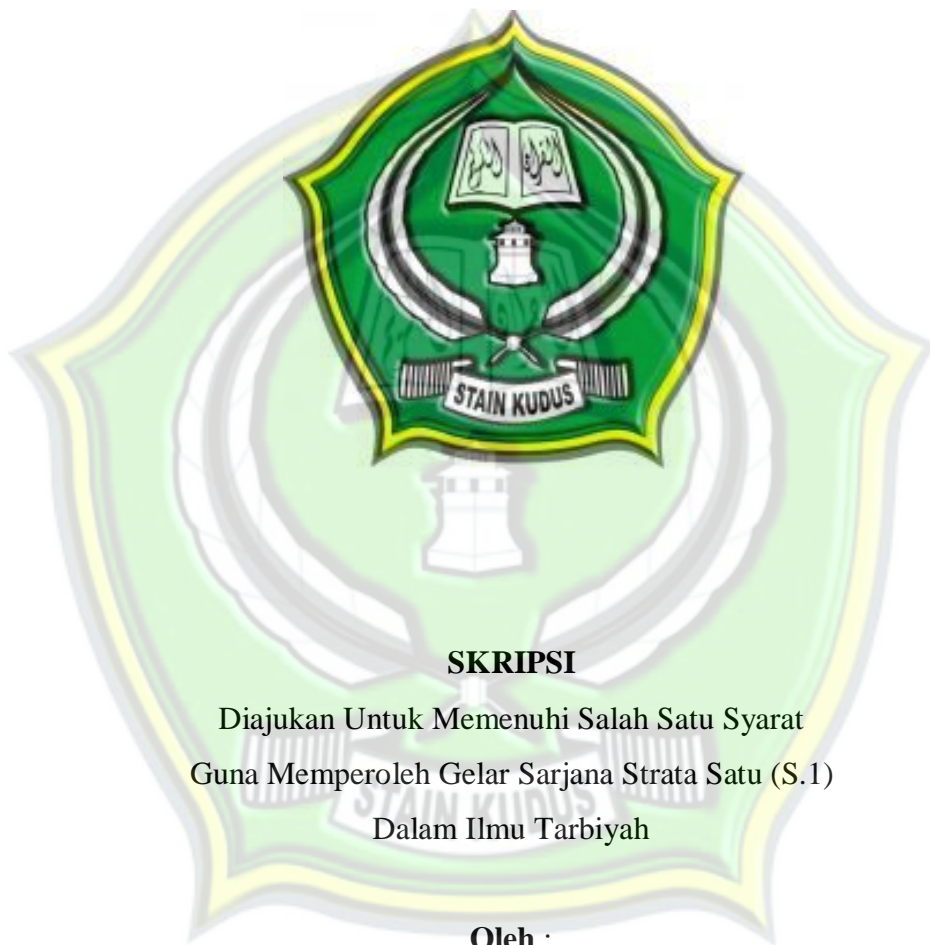 STAIN KUDUS
SKRIPSI
Diajukan Untuk Memenuhi Salah Satu Syarat
Guna Memperoleh Gelar Sarjana Strata Satu (S.1)
Dalam Ilmu Tarbiyah
STAIN KUDUS
Oleh :